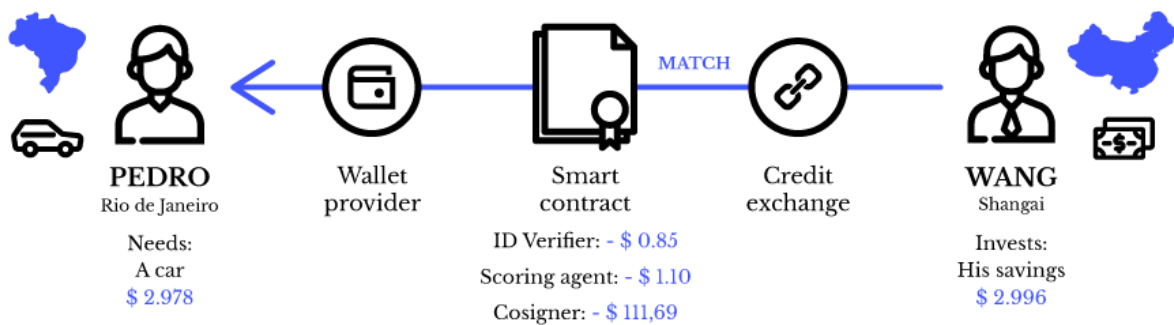 MATCH
PEDRO
Rio de Janeiro
Needs:
A car
$ 2.978
Wallet
provider
Smart
contract
ID Verifier: - $ 0.85
Scoring agent: - $ 1.10
Cosigner: - $ 111,69
Credit
exchange
WANG
Shangai
Invests:
His savings
$ 2.996
-$-